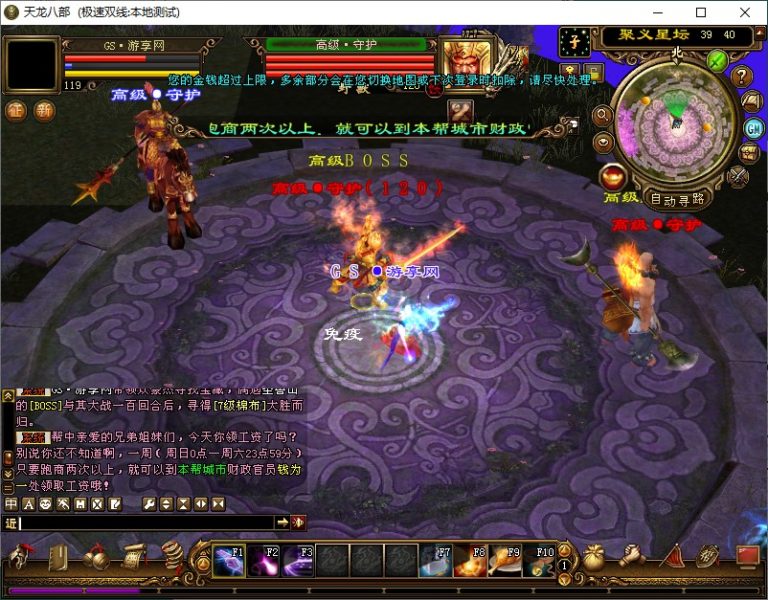 天龙八部 (极速双线:本地测试)
GS·游享网
高级·守护
聚义星坛 39 40
子
北
119
您的金钱超过上限，多余部分会在您切换地图或下次登录时扣除，请尽快处理。
高级●守护
正 新
包商两次以上，就可以到本帮城市财政
GM
高级BOSS
高级●守护(120)
高级
自动寻路
高级●守护
GS●游享网
免疫
的[BOSS]与其大战一百回合后，寻得[7级棉布]大胜而
归。
帮中亲爱的兄弟姐妹们，今天你领工资了吗？
别说你还不知道啊，一周（周日0点一周六23点59分）
只要跑商两次以上，就可以到本帮城市财政官员钱为
一处领取工资哦!
近
F1 F2 F3 F7 F8 F9 F10
1